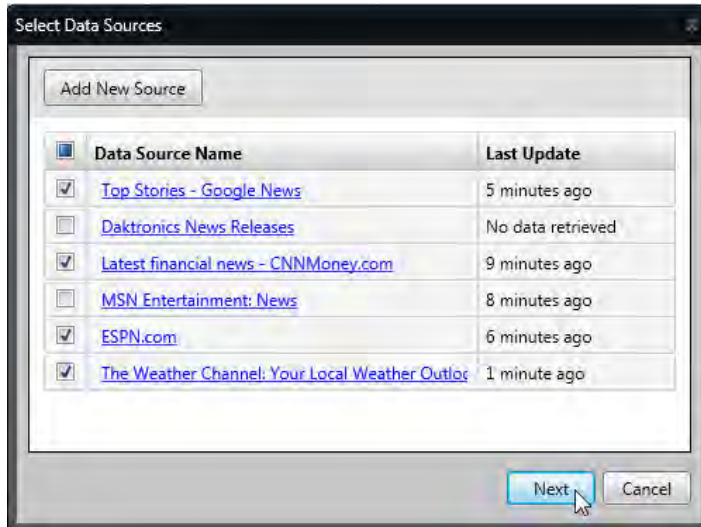 Select Data Sources
Add New Source
Data Source Name Last Update
Top Stories - Google News 5 minutes ago
Daktronics News Releases No data retrieved
Latest financial news - CNNMoney.com 9 minutes ago
MSN Entertainment: News 8 minutes ago
ESPN.com 6 minutes ago
The Weather Channel: Your Local Weather Outloo 1 minute ago
Next Cancel